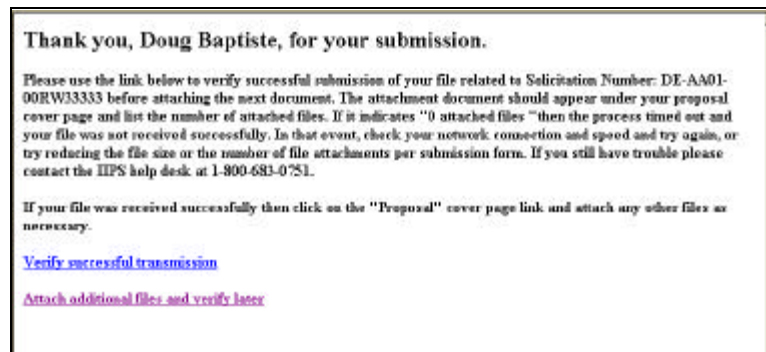 Thank you, Doug Baptiste, for your submission.
Please use the link below to verify successful submission of your file related to Solicitation Number: DE-AA01-
00RW33333 before attaching the next document. The attachment document should appear under your proposal
cover page and list the number of attached files. If it indicates "0 attached files "then the process timed out and
your file was not received successfully. In that event, check your network connection and speed and try again, or
try reducing the file size or the number of file attachments per submission form. If you still have trouble please
contact the IIPS help desk at 1-800-683-0751.
If your file was received successfully then click on the "Proposal" cover page link and attach any other files as
necessary.
Verify successful transmission
Attach additional files and verify later